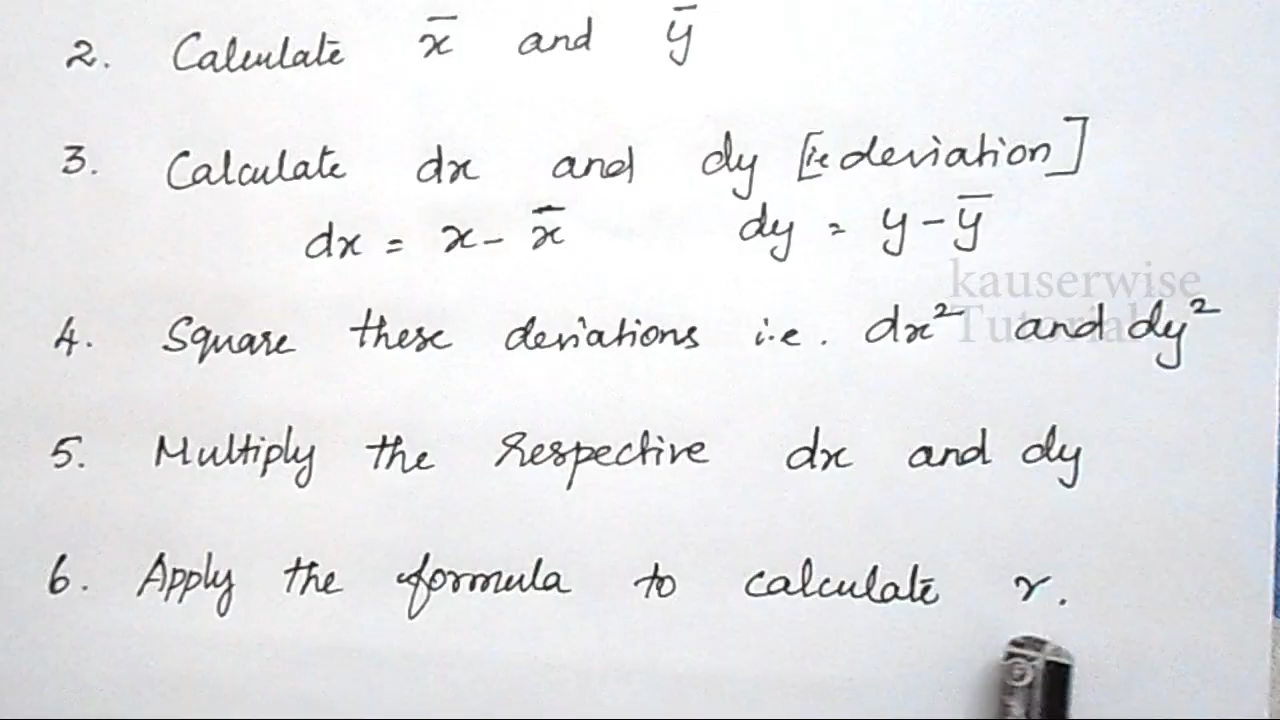 2. Calculate x̄ and ȳ
3. Calculate dx and dy [i.e deviation]
dx = x - x̄ dy = y - ȳ
kauserwise
Tutorial
4. Square these deviations i.e. dx² and dy²
5. Multiply the respective dx and dy
6. Apply the formula to calculate r.